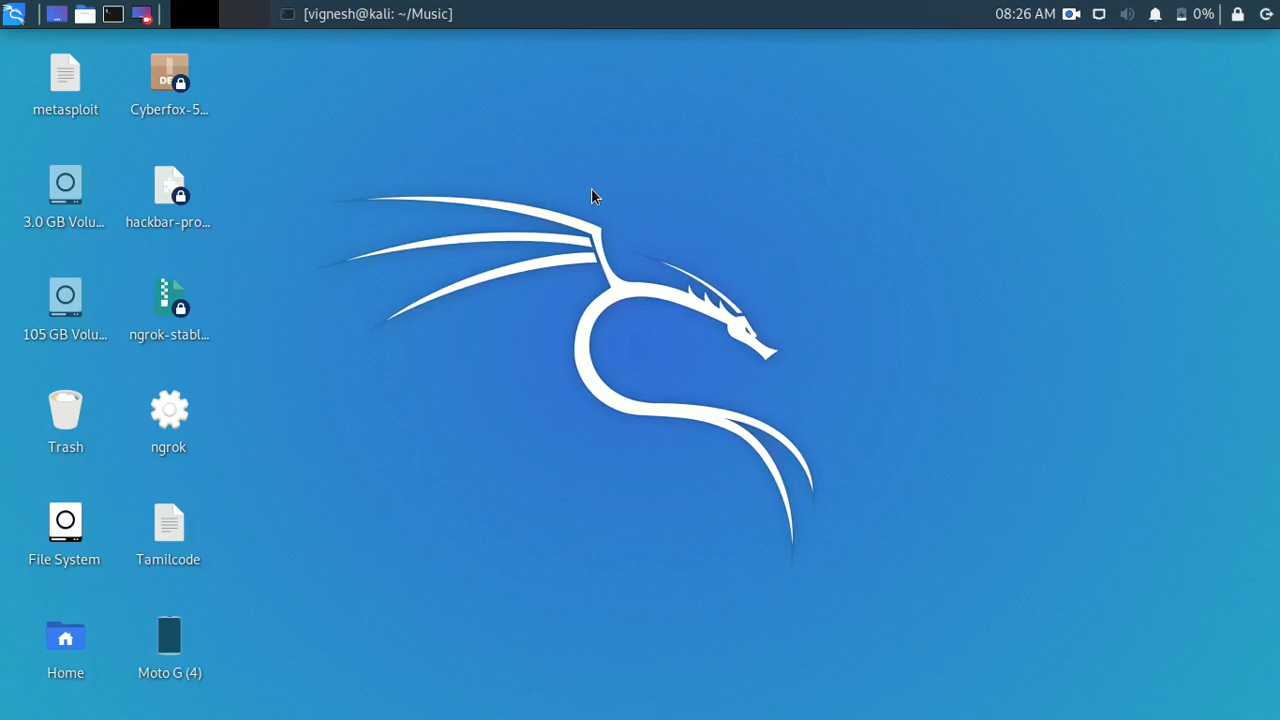 [vignesh@kali: ~/Music]
08:26 AM
0%
metasploit
Cyberfox-5...
DE
3.0 GB Volu...
hackbar-pro...
105 GB Volu...
ngrok-stabl...
Trash
ngrok
File System
Tamilcode
Home
Moto G (4)